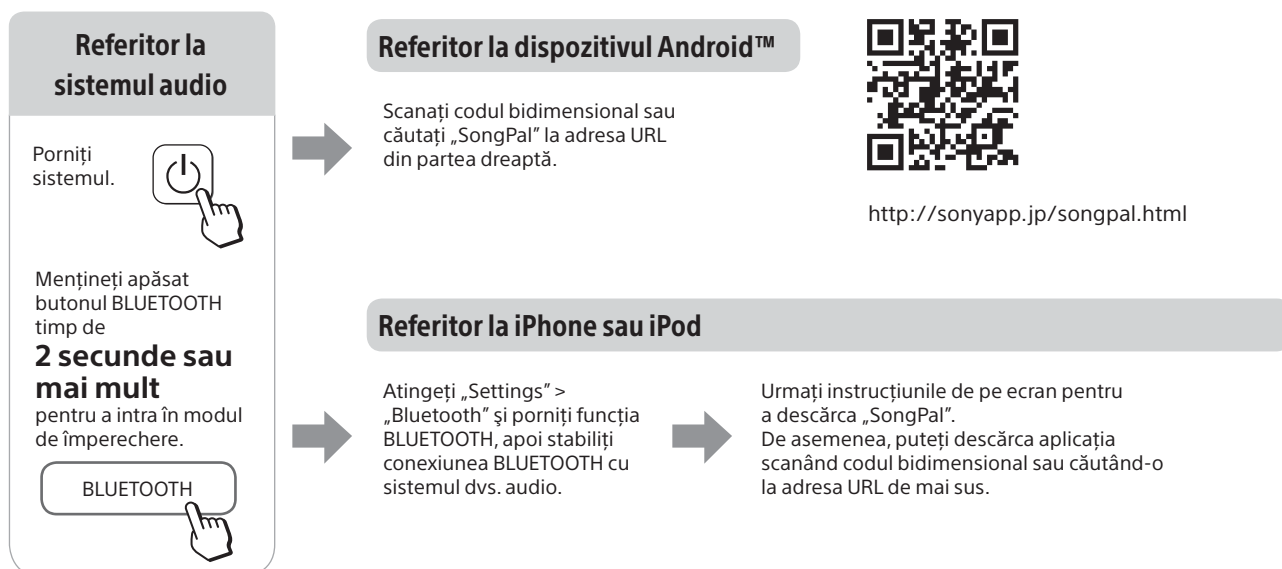 Referitor la
sistemul audio
Porniți
sistemul.
Mențineți apăsat
butonul BLUETOOTH
timp de
2 secunde sau
mai mult
pentru a intra în modul
de împerechere.
BLUETOOTH
Referitor la dispozitivul Android™
Scanați codul bidimensional sau
căutați „SongPal” la adresa URL
din partea dreaptă.
http://sonyapp.jp/songpal.html
Referitor la iPhone sau iPod
Atingeți „Settings” >
„Bluetooth” şi porniți funcția
BLUETOOTH, apoi stabiliți
conexiunea BLUETOOTH cu
sistemul dvs. audio.
Urmați instrucțiunile de pe ecran pentru
a descărca „SongPal”.
De asemenea, puteți descărca aplicația
scanând codul bidimensional sau căutând-o
la adresa URL de mai sus.